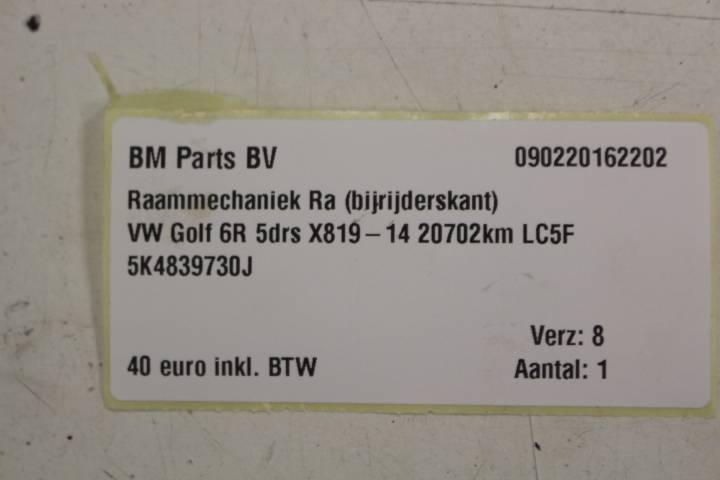 BM Parts BV 090220162202
Raammechaniek Ra (bijrijderskant)
VW Golf 6R 5drs X819-14 20702km LC5F
5K4839730J
Verz: 8
40 euro inkl. BTW Aantal: 1